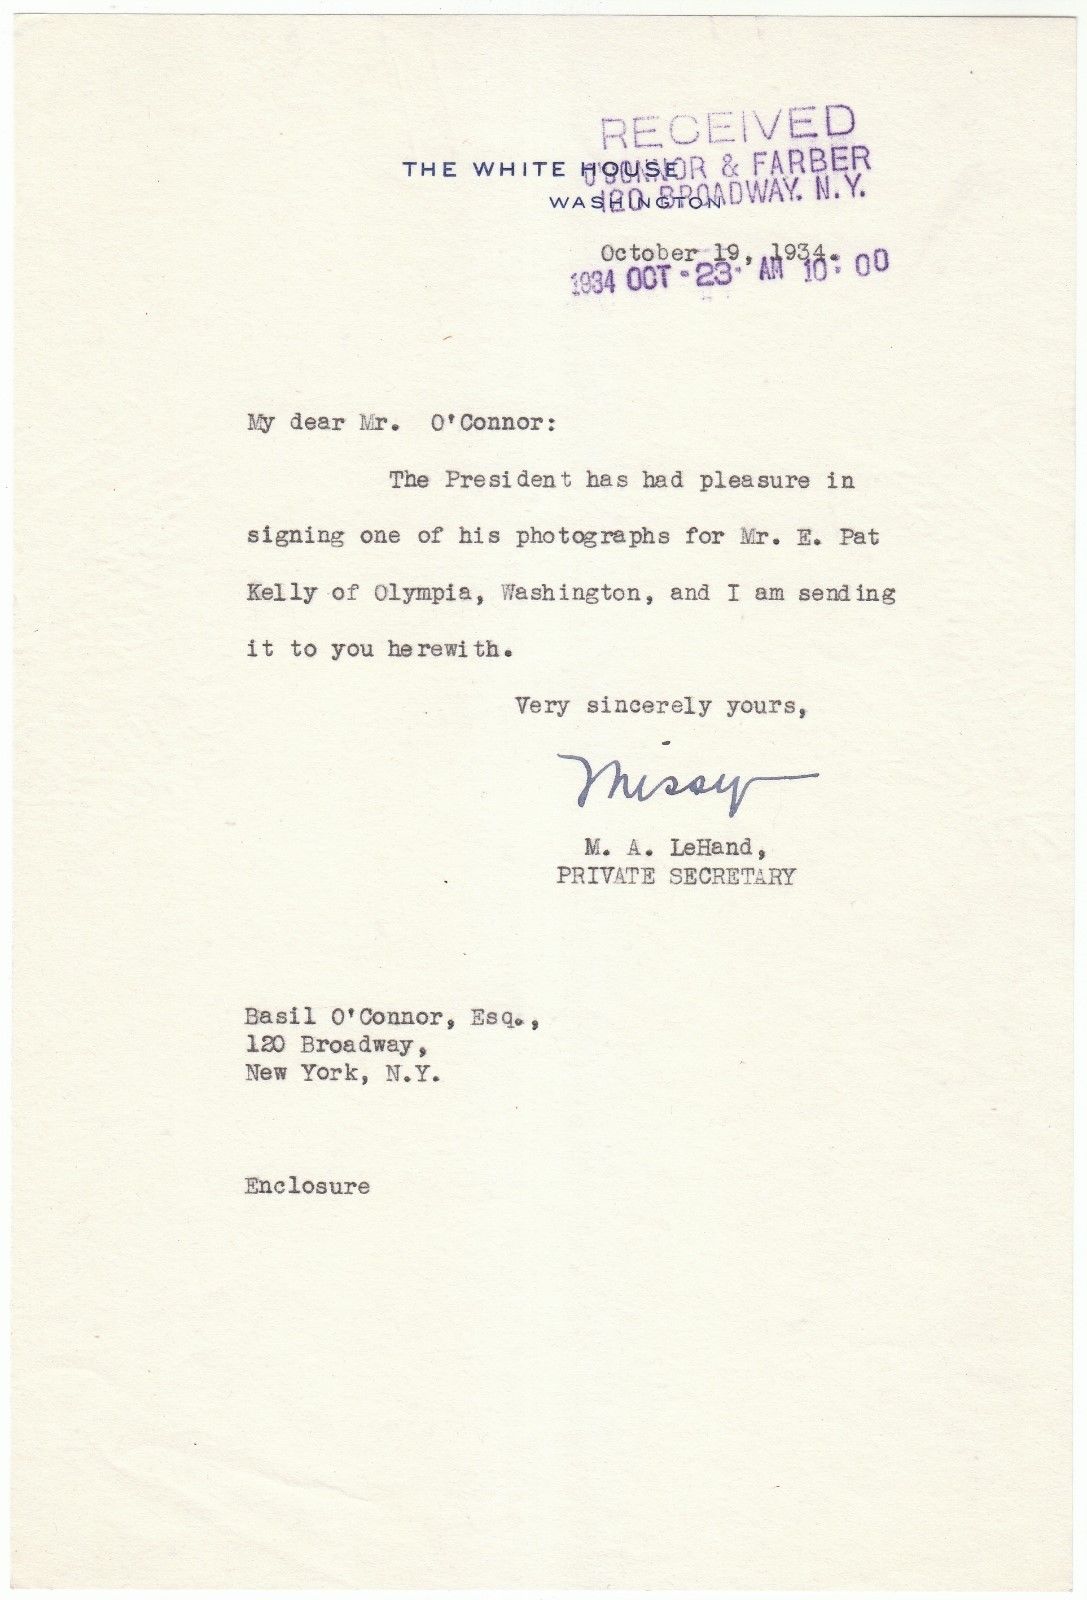 RECEIVED
THE WHITE HOUSE
O'CONNOR & FARBER
WASHINGTON
120 BROADWAY. N.Y.
October 19, 1934.
1934 OCT · 23 · AM 10: 00
My dear Mr. O'Connor:
The President has had pleasure in
signing one of his photographs for Mr. E. Pat
Kelly of Olympia, Washington, and I am sending
it to you herewith.
Very sincerely yours,
Missy
M. A. LeHand,
PRIVATE SECRETARY
Basil O'Connor, Esq.,
120 Broadway,
New York, N.Y.
Enclosure